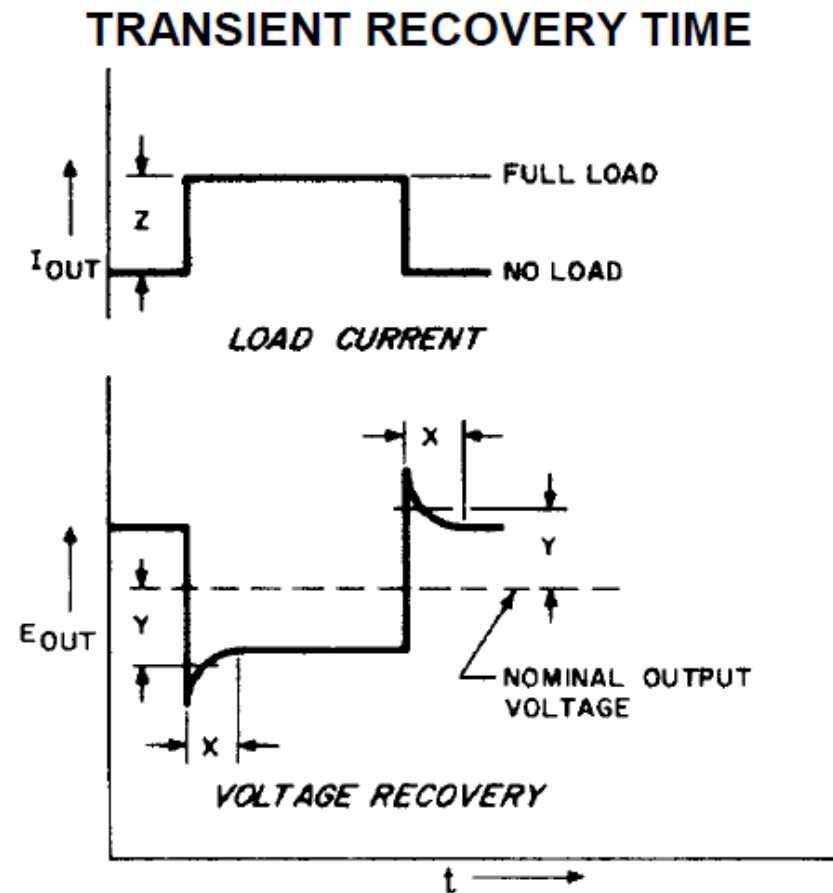 TRANSIENT RECOVERY TIME
FULL LOAD
Z
IOUT
NO LOAD
LOAD CURRENT
X
Y
EOUT
Y
NOMINAL OUTPUT
VOLTAGE
X
VOLTAGE RECOVERY
t